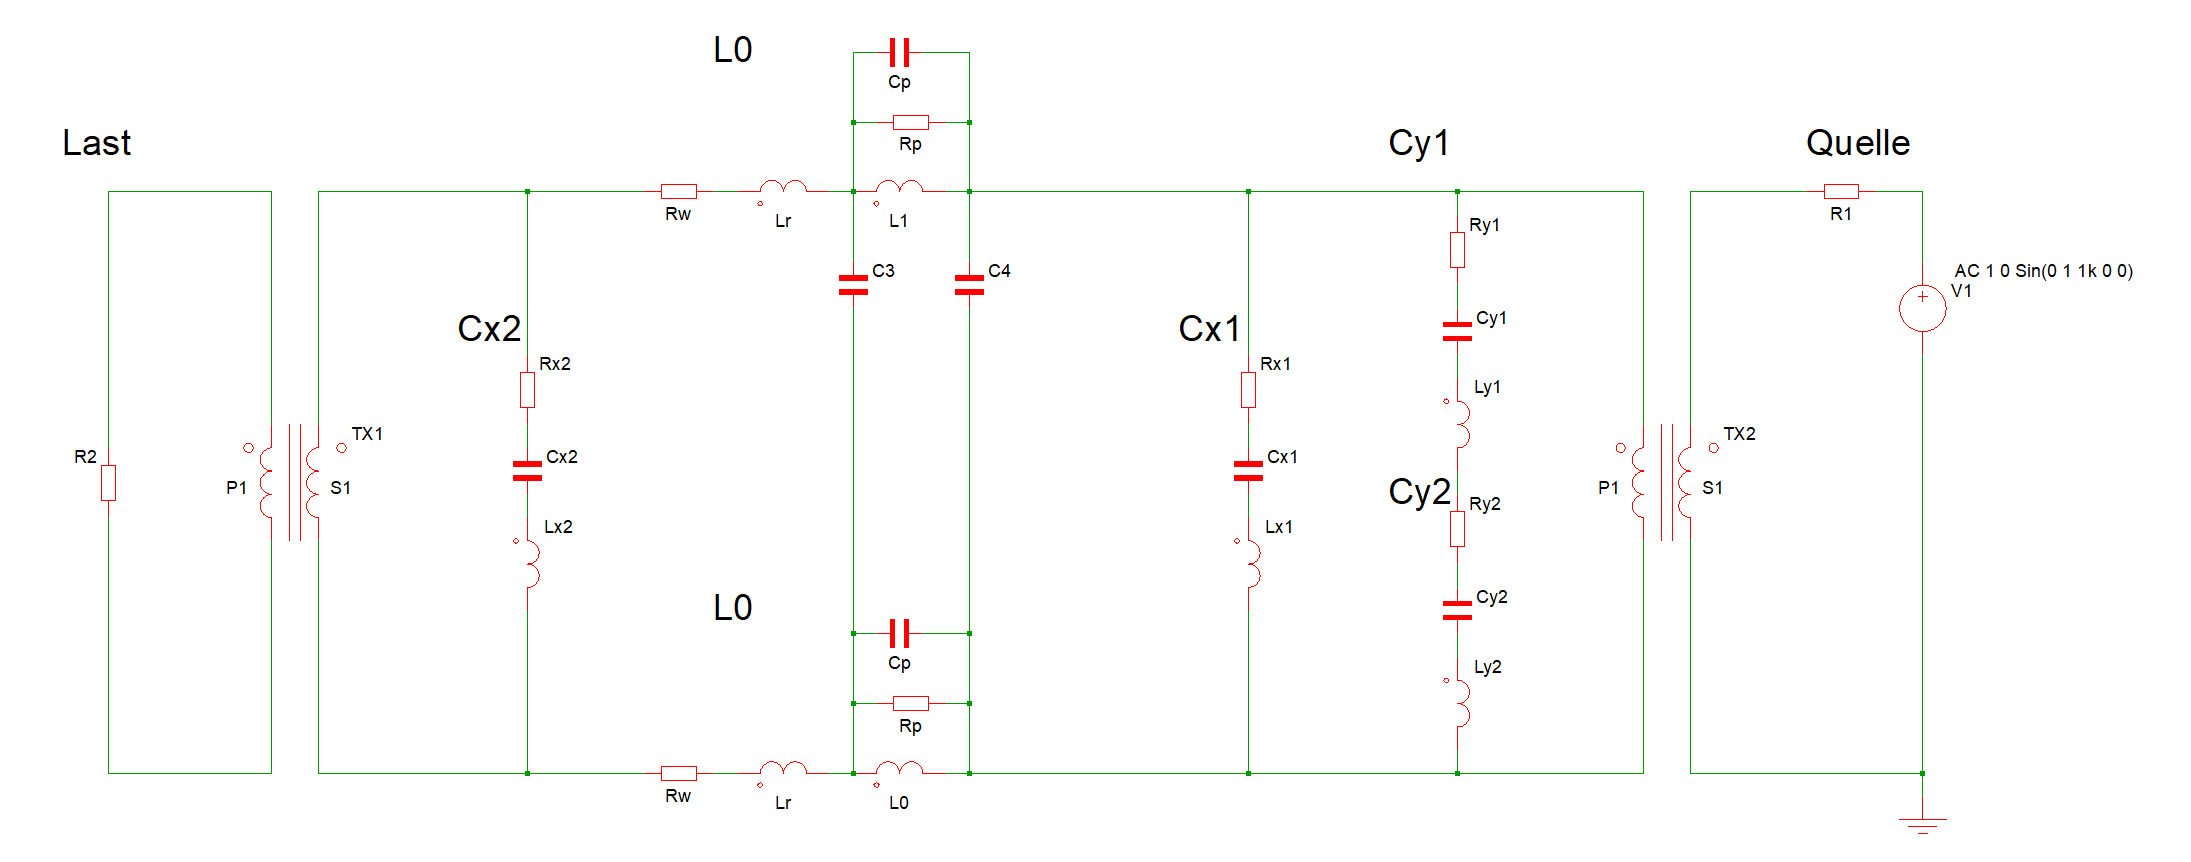 L0
Cp
Last
Rp
Cy1
Quelle
Rw
Lr
L1
Ry1
R1
C3
C4
AC 1 0 Sin(0 1 1k 0 0)
V1
Cx2
Cx1
Cy1
Rx2
Rx1
Ly1
TX1
TX2
R2
Cx2
Cx1
P1
S1
Cy2
Ry2
P1
S1
Lx2
Lx1
L0
Cy2
Cp
Ly2
Rp
Rw
Lr
L0